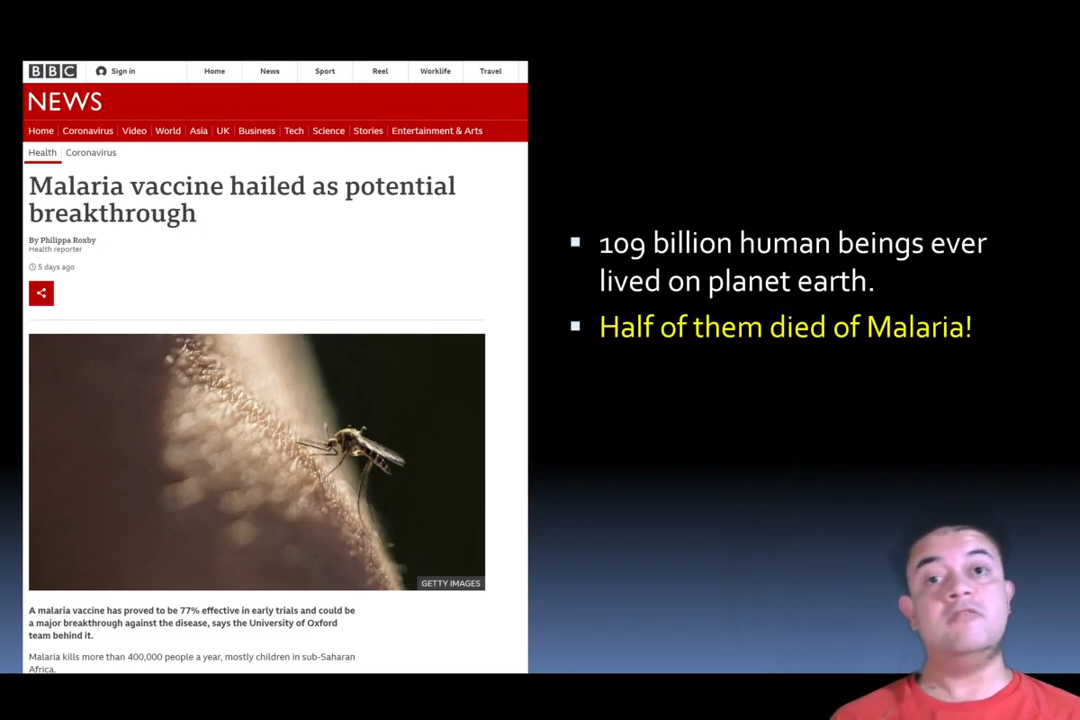 BBC Sign in Home News Sport Reel Worklife Travel
NEWS
Home Coronavirus Video World Asia UK Business Tech Science Stories Entertainment & Arts
Health Coronavirus
Malaria vaccine hailed as potential
breakthrough
By Philippa Roxby
Health reporter
5 days ago
GETTY IMAGES
A malaria vaccine has proved to be 77% effective in early trials and could be
a major breakthrough against the disease, says the University of Oxford
team behind it.
Malaria kills more than 400,000 people a year, mostly children in sub-Saharan
Africa.
109 billion human beings ever
lived on planet earth.
Half of them died of Malaria!